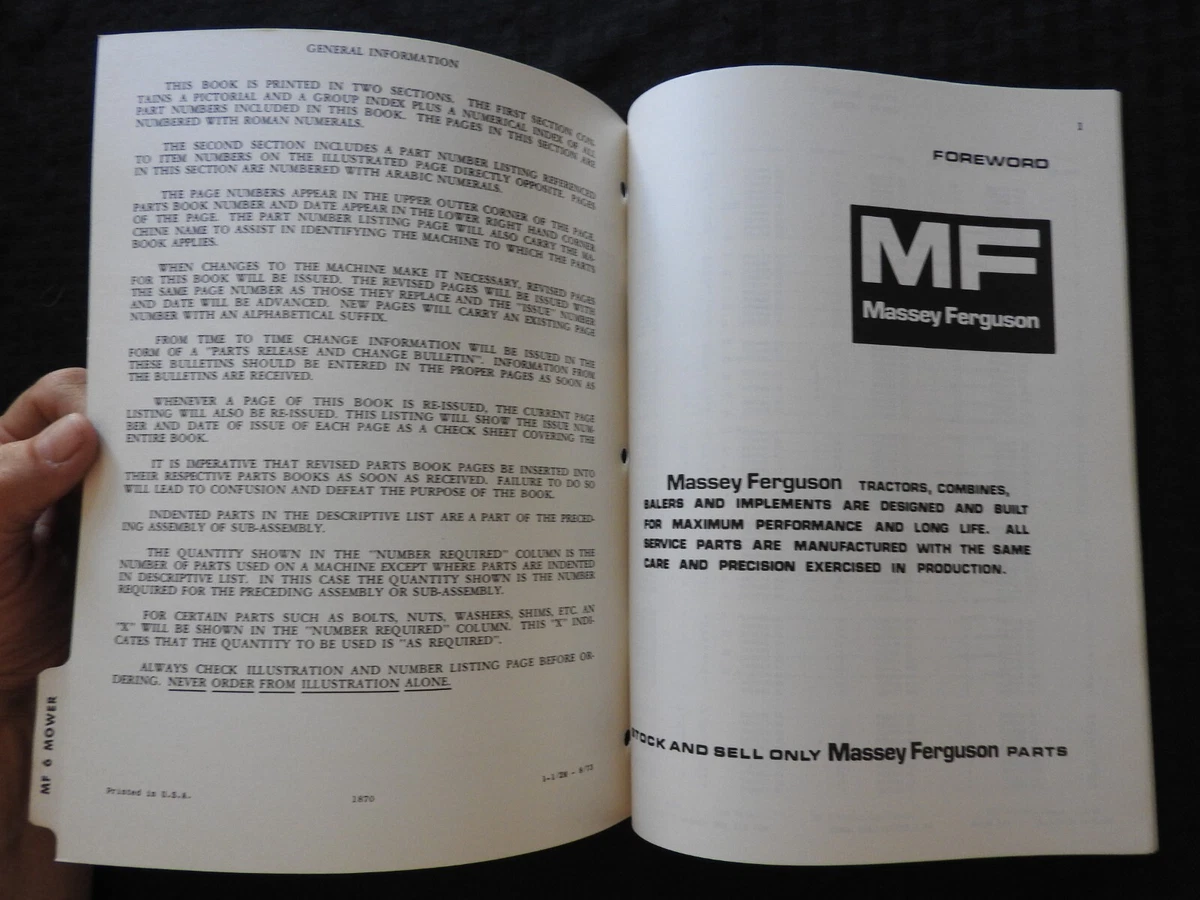 GENERAL INFORMATION
THIS BOOK IS PRINTED IN TWO SECTIONS. THE FIRST SECTION CON-
TAINS A PICTORIAL AND A GROUP INDEX PLUS A NUMERICAL INDEX OF ALL
PART NUMBERS INCLUDED IN THIS BOOK. THE PAGES IN THIS SECTION ARE
NUMBERED WITH ROMAN NUMERALS.
THE SECOND SECTION INCLUDES A PART NUMBER LISTING REFERENCED
TO ITEM NUMBERS ON THE ILLUSTRATED PAGE DIRECTLY OPPOSITE. PAGES
IN THIS SECTION ARE NUMBERED WITH ARABIC NUMERALS.
THE PAGE NUMBERS APPEAR IN THE UPPER OUTER CORNER OF THE PAGE.
PARTS BOOK NUMBER AND DATE APPEAR IN THE LOWER RIGHT HAND CORNER
OF THE PAGE. THE PART NUMBER LISTING PAGE WILL ALSO CARRY THE MA-
CHINE NAME TO ASSIST IN IDENTIFYING THE MACHINE TO WHICH THE PARTS
BOOK APPLIES.
WHEN CHANGES TO THE MACHINE MAKE IT NECESSARY, REVISED PAGES
FOR THIS BOOK WILL BE ISSUED. THE REVISED PAGES WILL BE ISSUED WITH
THE SAME PAGE NUMBER AS THOSE THEY REPLACE AND THE "ISSUE" NUMBER
AND DATE WILL BE ADVANCED. NEW PAGES WILL CARRY AN EXISTING PAGE
NUMBER WITH AN ALPHABETICAL SUFFIX.
FROM TIME TO TIME CHANGE INFORMATION WILL BE ISSUED IN THE
FORM OF A "PARTS RELEASE AND CHANGE BULLETIN". INFORMATION FROM
THESE BULLETINS SHOULD BE ENTERED IN THE PROPER PAGES AS SOON AS
THE BULLETINS ARE RECEIVED.
WHENEVER A PAGE OF THIS BOOK IS RE-ISSUED, THE CURRENT PAGE
LISTING WILL ALSO BE RE-ISSUED. THIS LISTING WILL SHOW THE ISSUE NUM-
BER AND DATE OF ISSUE OF EACH PAGE AS A CHECK SHEET COVERING THE
ENTIRE BOOK.
IT IS IMPERATIVE THAT REVISED PARTS BOOK PAGES BE INSERTED INTO
THEIR RESPECTIVE PARTS BOOKS AS SOON AS RECEIVED. FAILURE TO DO SO
WILL LEAD TO CONFUSION AND DEFEAT THE PURPOSE OF THE BOOK.
INDENTED PARTS IN THE DESCRIPTIVE LIST ARE A PART OF THE PRECED-
ING ASSEMBLY OF SUB-ASSEMBLY.
THE QUANTITY SHOWN IN THE "NUMBER REQUIRED" COLUMN IS THE
NUMBER OF PARTS USED ON A MACHINE EXCEPT WHERE PARTS ARE INDENTED
IN DESCRIPTIVE LIST. IN THIS CASE THE QUANTITY SHOWN IS THE NUMBER
REQUIRED FOR THE PRECEDING ASSEMBLY OR SUB-ASSEMBLY.
FOR CERTAIN PARTS SUCH AS BOLTS, NUTS, WASHERS, SHIMS, ETC. AN
"X" WILL BE SHOWN IN THE "NUMBER REQUIRED" COLUMN. THIS "X" INDI-
CATES THAT THE QUANTITY TO BE USED IS "AS REQUIRED".
ALWAYS CHECK ILLUSTRATION AND NUMBER LISTING PAGE BEFORE OR-
DERING. NEVER ORDER FROM ILLUSTRATION ALONE.
MF 6 MOWER
Printed in U.S.A.
1870
1
FOREWORD
MF
Massey Ferguson
Massey Ferguson TRACTORS, COMBINES,
BALERS AND IMPLEMENTS ARE DESIGNED AND BUILT
FOR MAXIMUM PERFORMANCE AND LONG LIFE. ALL
SERVICE PARTS ARE MANUFACTURED WITH THE SAME
CARE AND PRECISION EXERCISED IN PRODUCTION.
STOCK AND SELL ONLY Massey Ferguson PARTS